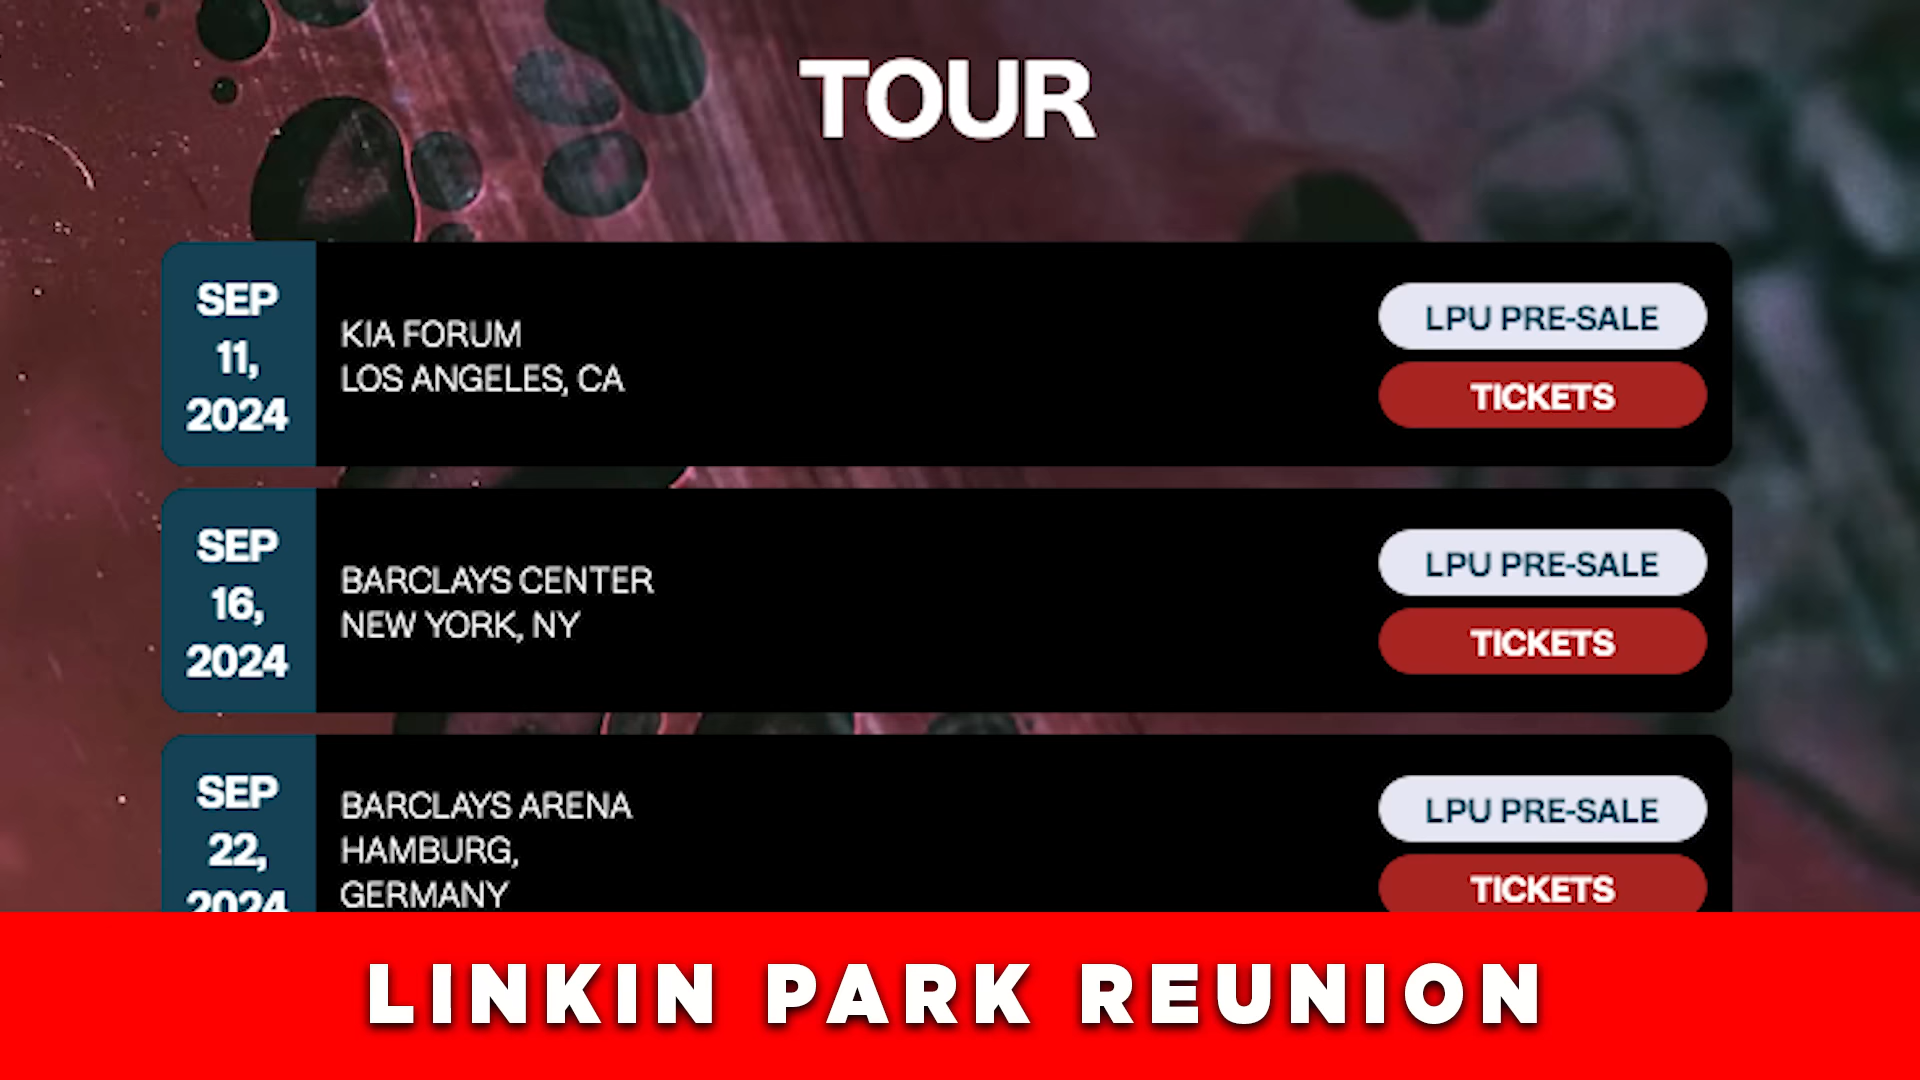 TOUR
SEP
11,
2024
KIA FORUM
LOS ANGELES, CA
LPU PRE-SALE
TICKETS
SEP
16,
2024
BARCLAYS CENTER
NEW YORK, NY
LPU PRE-SALE
TICKETS
SEP
22,
2024
BARCLAYS ARENA
HAMBURG,
GERMANY
LPU PRE-SALE
TICKETS
LINKIN PARK REUNION